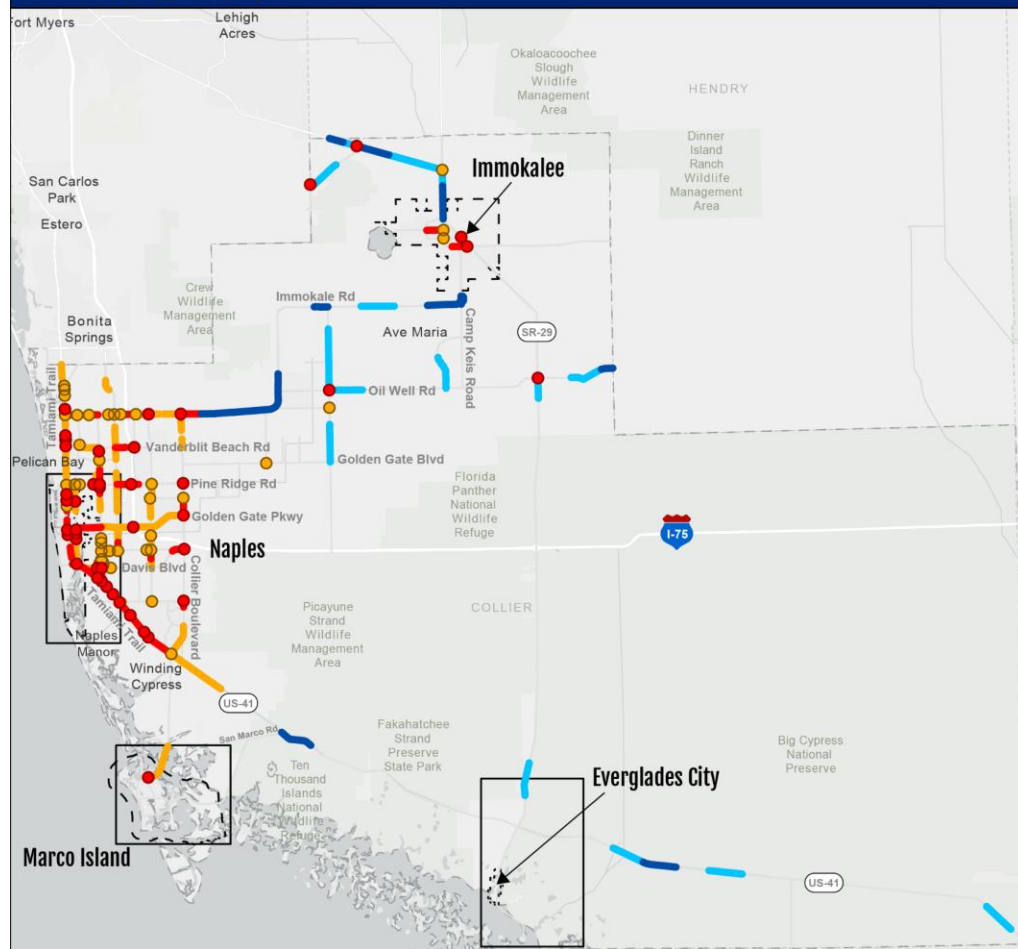 Fort Myers
Lehigh
Acres
Okaloacoochee
Slough
Wildlife
Management
Area
HENDRY
Dinner
Island
Ranch
Wildlife
Management
Area
San Carlos
Park
Estero
Immokalee
Crew
Wildlife
Management
Area
Immokale Rd
Bonita
Springs
Ave Maria
Camp Keis Road
SR-29
Tamiami Trail
Oil Well Rd
Vanderblit Beach Rd
Pelican Bay
Golden Gate Blvd
Pine Ridge Rd
Florida
Panther
National
Wildlife
Refuge
Golden Gate Pkwy
I-75
Naples
Davis Blvd
Collier Boulevard
Tamiami Trail
Picayune
Strand
Wildlife
Management
Area
COLLIER
Naples
Manor
Winding
Cypress
US-41
San Marco Rd
Fakahatchee
Strand
Preserve
State Park
Big Cypress
National
Preserve
Ten
Thousand
Islands
National
Wildlife
Refuge
Everglades City
Marco Island
US-41